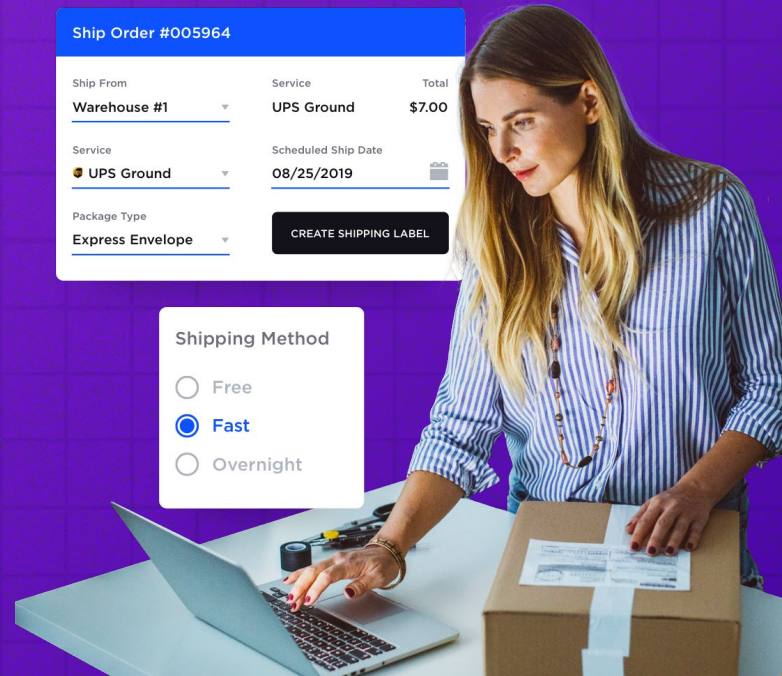 Ship Order #005964
Ship From
Warehouse #1
Service
UPS Ground
Total
$7.00
Service
UPS Ground
Scheduled Ship Date
08/25/2019
Package Type
Express Envelope
CREATE SHIPPING LABEL
Shipping Method
Free
Fast
Overnight